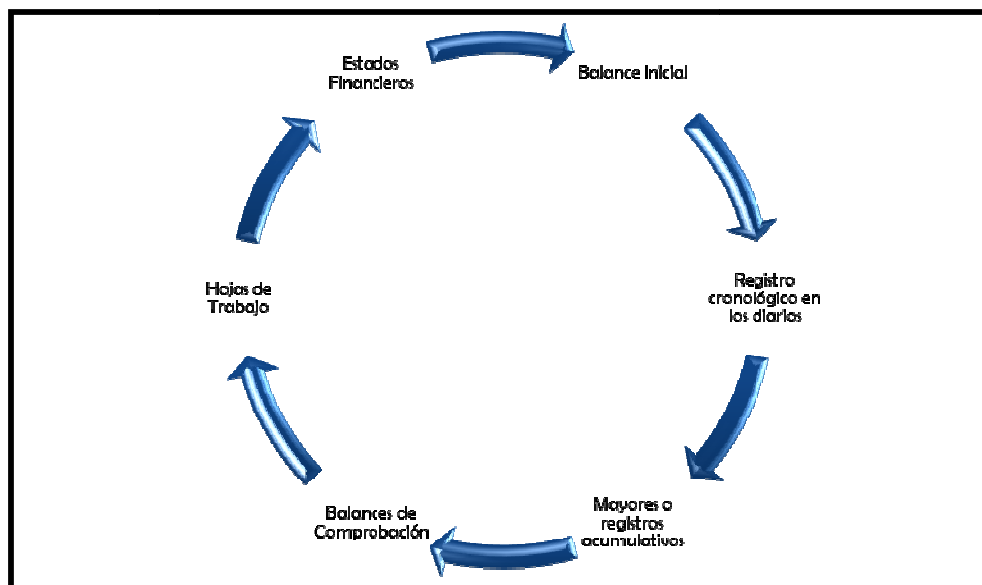 Estados
Financieros
Balance Inicial
Registro
cronológico en
los diarios
Mayores o
registros
acumulativos
Balances de
Comprobación
Hojas de
Trabajo